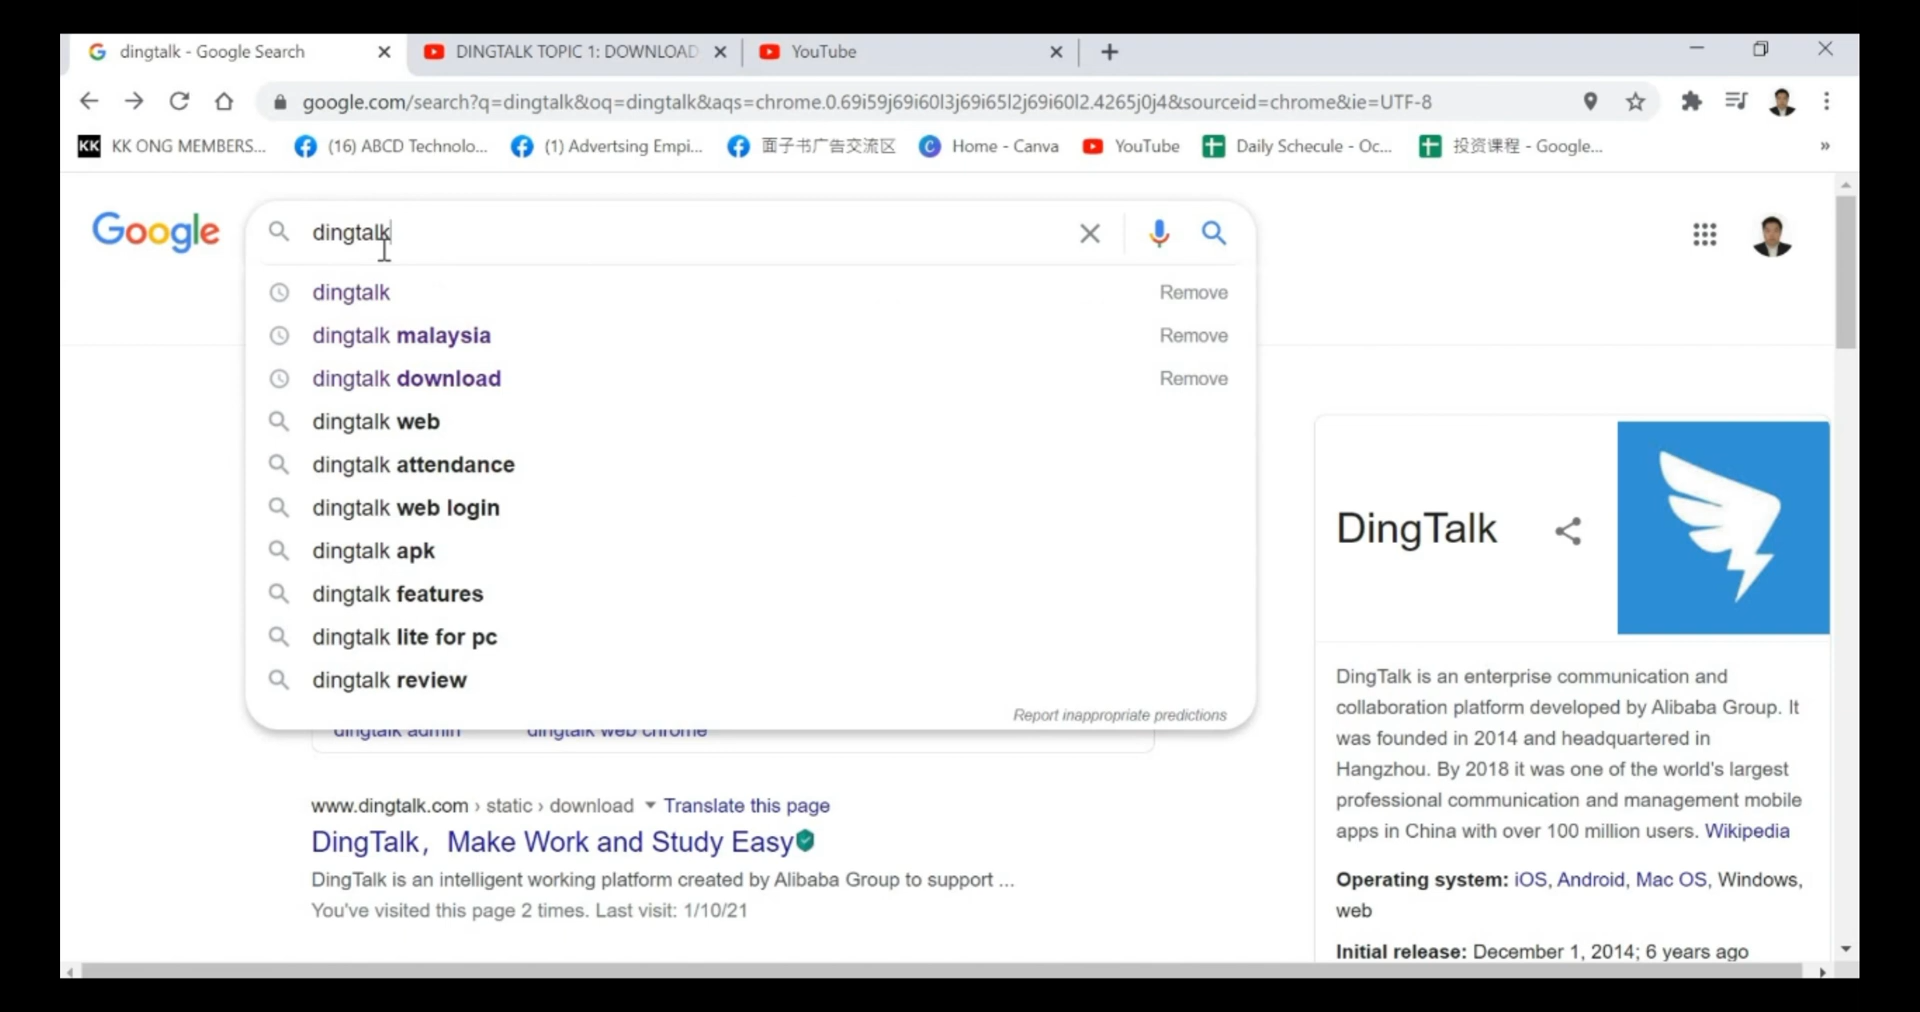 dingtalk - Google Search
DINGTALK TOPIC 1: DOWNLOAD
YouTube
google.com/search?q=dingtalk&oq=dingtalk&aqs=chrome.0.69i59j69i60l3j69i65l2j69i60l2.4265j0j4&sourceid=chrome&ie=UTF-8
KK KK ONG MEMBERS...
(16) ABCD Technolo...
(1) Advertsing Empi...
面子书广告交流区
Home - Canva
YouTube
Daily Schecule - Oc...
投资课程 - Google...
»
Google
dingtalk
dingtalk Remove
dingtalk malaysia Remove
dingtalk download Remove
dingtalk web
dingtalk attendance
dingtalk web login
dingtalk apk
dingtalk features
dingtalk lite for pc
dingtalk review
Report inappropriate predictions
dingtalk admin dingtalk web chrome
www.dingtalk.com › static › download Translate this page
DingTalk，Make Work and Study Easy
DingTalk is an intelligent working platform created by Alibaba Group to support ...
You've visited this page 2 times. Last visit: 1/10/21
DingTalk
DingTalk is an enterprise communication and
collaboration platform developed by Alibaba Group. It
was founded in 2014 and headquartered in
Hangzhou. By 2018 it was one of the world's largest
professional communication and management mobile
apps in China with over 100 million users. Wikipedia
Operating system: iOS, Android, Mac OS, Windows,
web
Initial release: December 1, 2014; 6 years ago